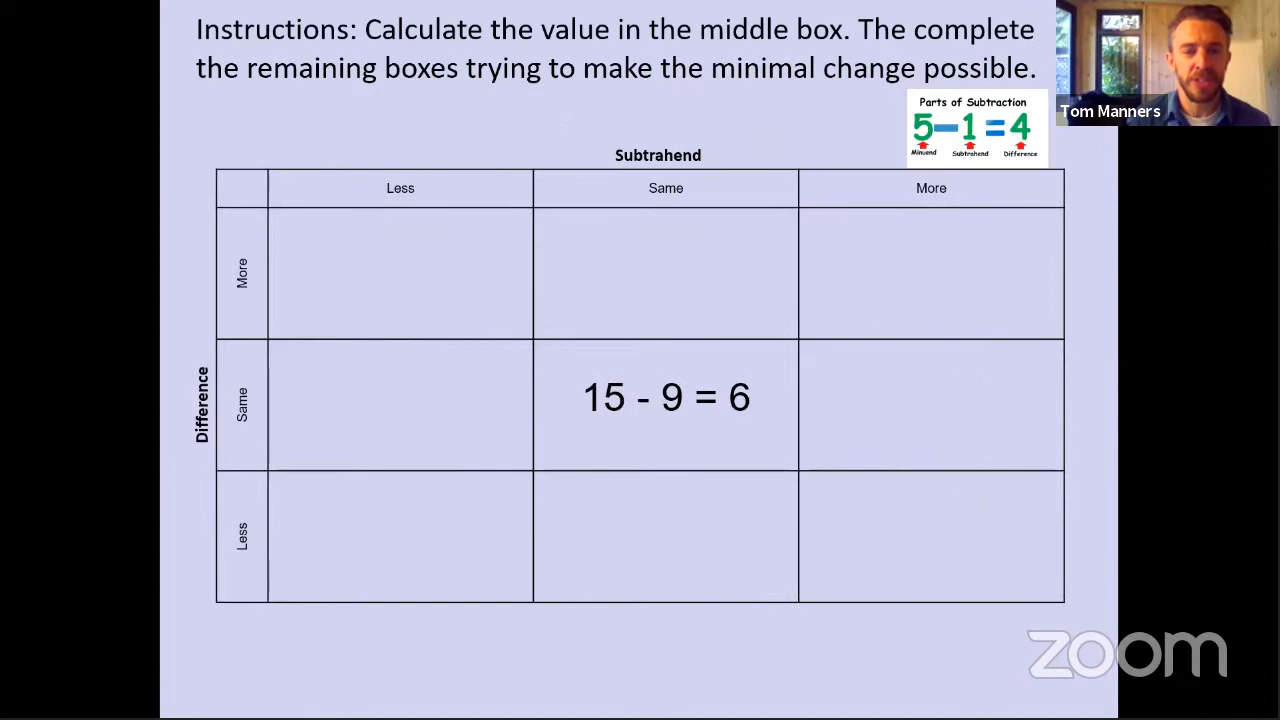 Instructions: Calculate the value in the middle box. The complete
the remaining boxes trying to make the minimal change possible.
Tom Manners
Parts of Subtraction
5-1=4
Minuend Subtrahend Difference
Subtrahend
Less Same More
More
Difference
Same
15 - 9 = 6
Less
zoom